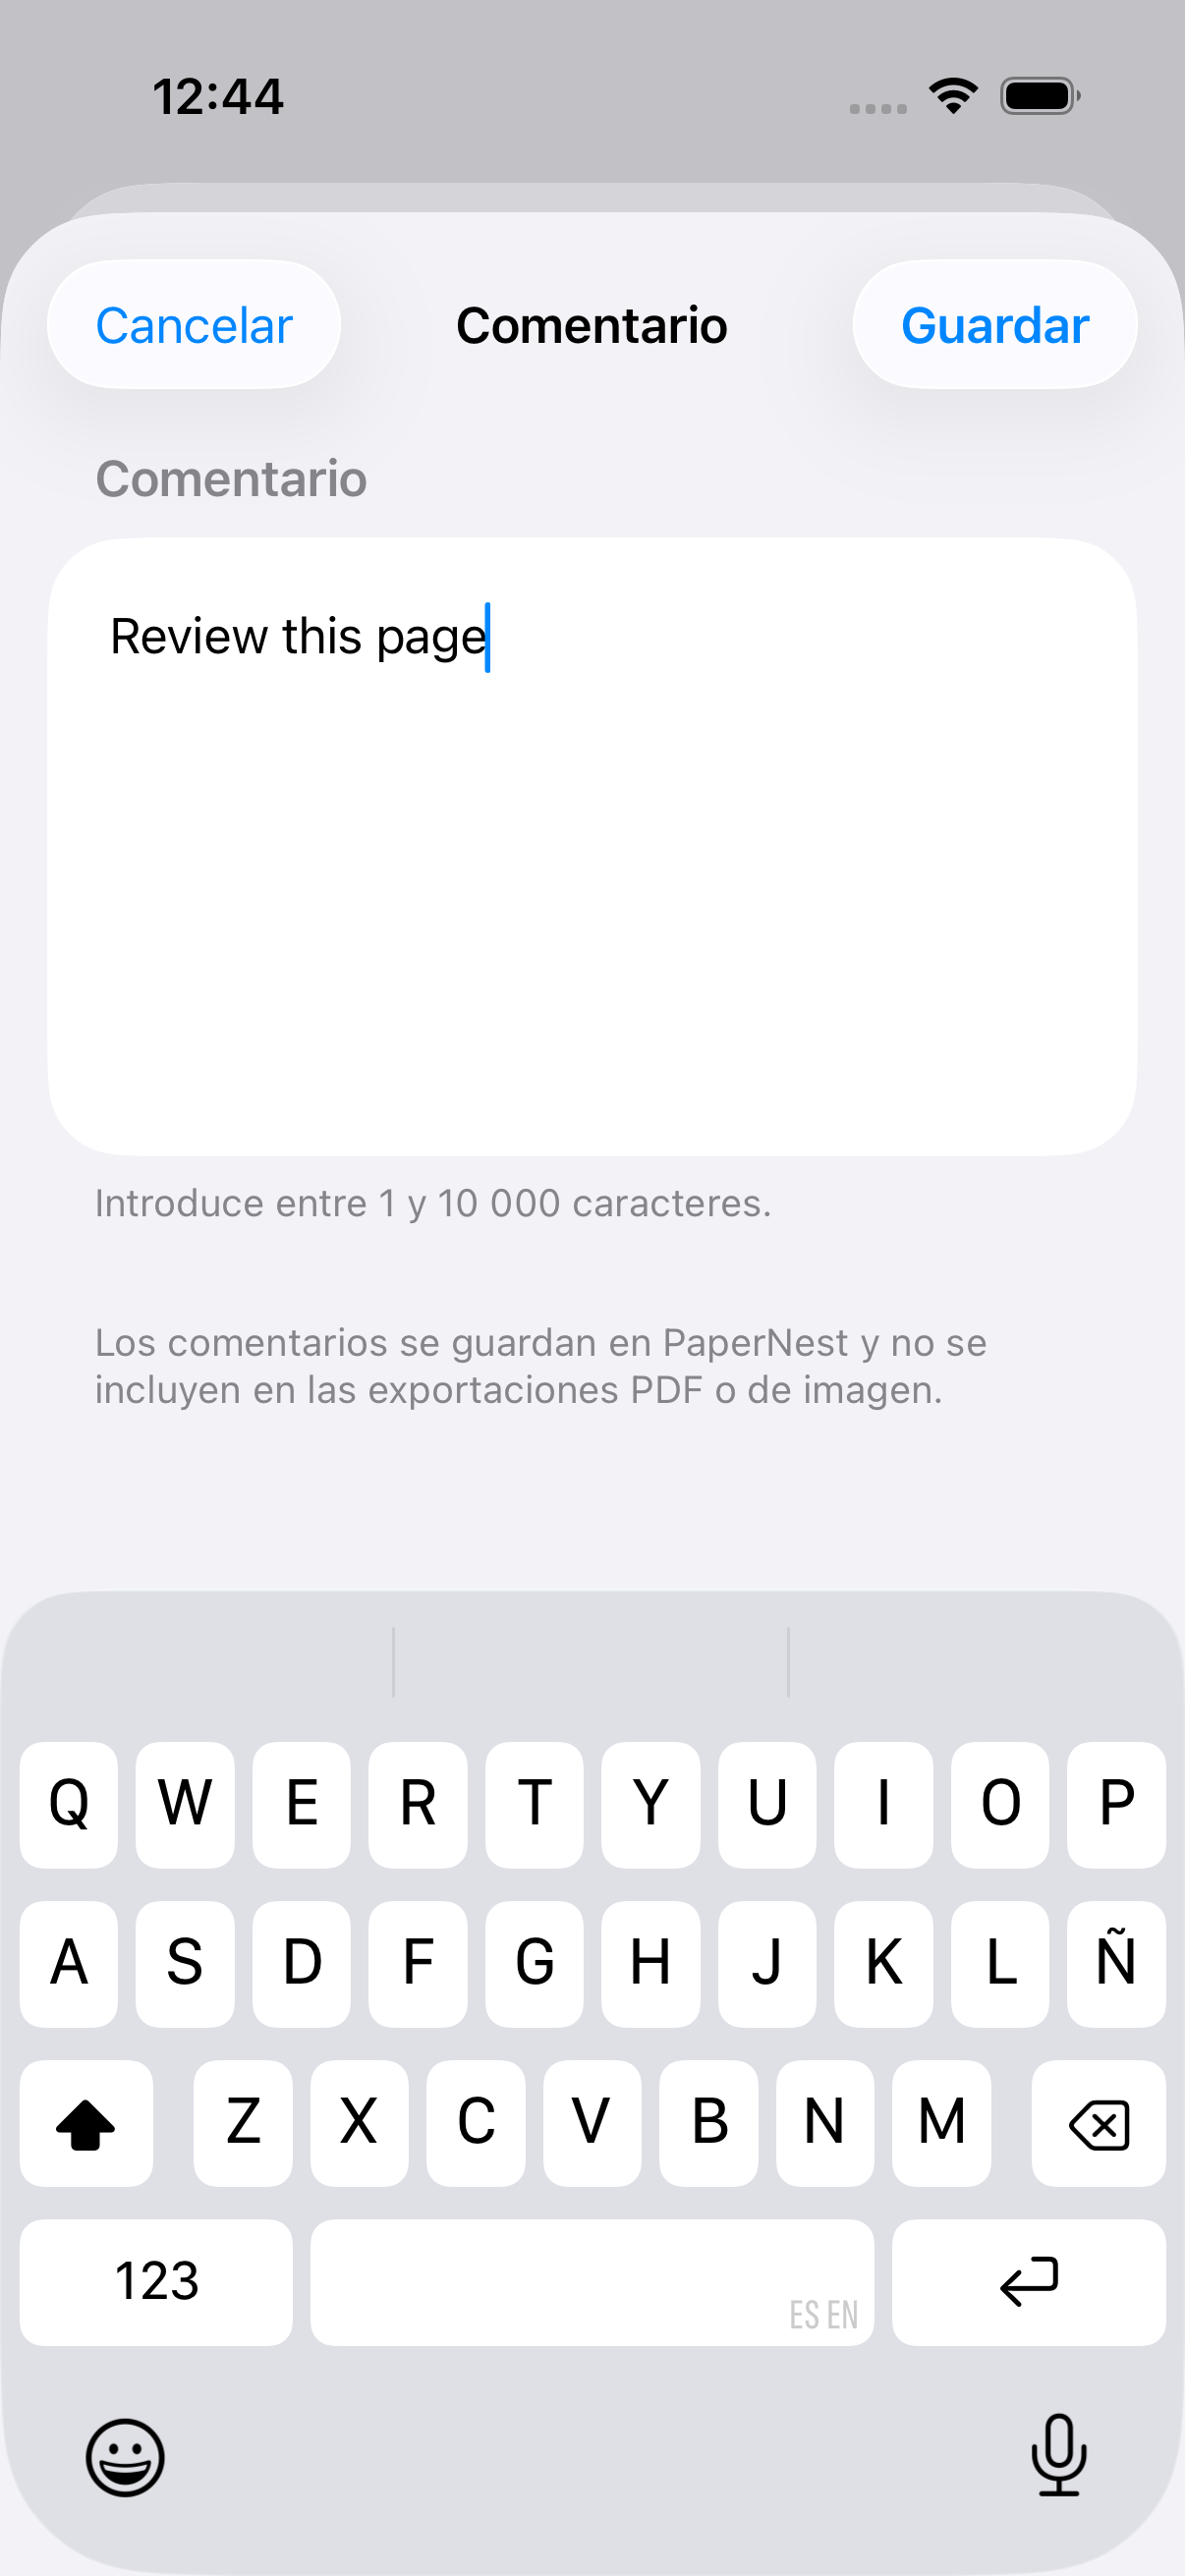 12:44
Cancelar
Comentario
Guardar
Comentario
Review this page
Introduce entre 1 y 10 000 caracteres.
Los comentarios se guardan en PaperNest y no se
incluyen en las exportaciones PDF o de imagen.
Q W E R T Y U I O P
A S D F G H J K L Ñ
Z X C V B N M
123
ES EN